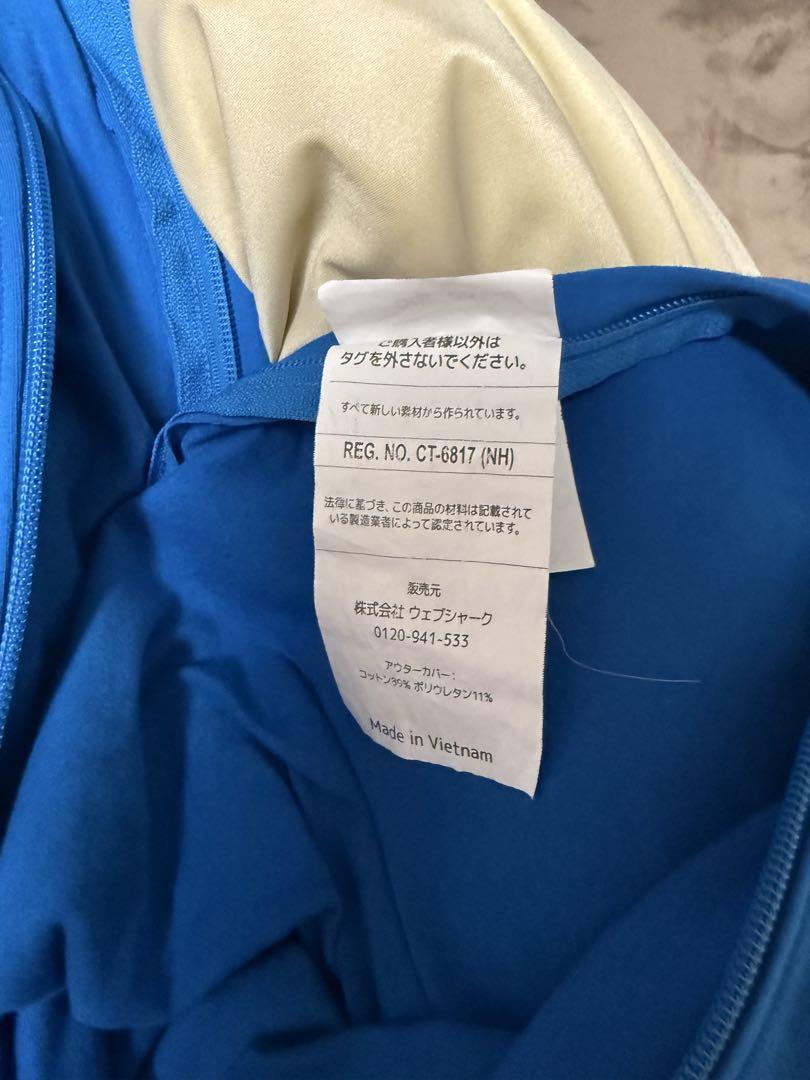 ご購入者様以外は
タグを外さないでください。
すべて新しい素材から作られています。
REG. NO. CT-6817 (NH)
法律に基づき、この商品の材料は記載されて
いる製造業者によって認定されています。
販売元
株式会社 ウェブシャーク
0120-941-533
アウターカバー:
コットン89% ポリウレタン11%
Made in Vietnam